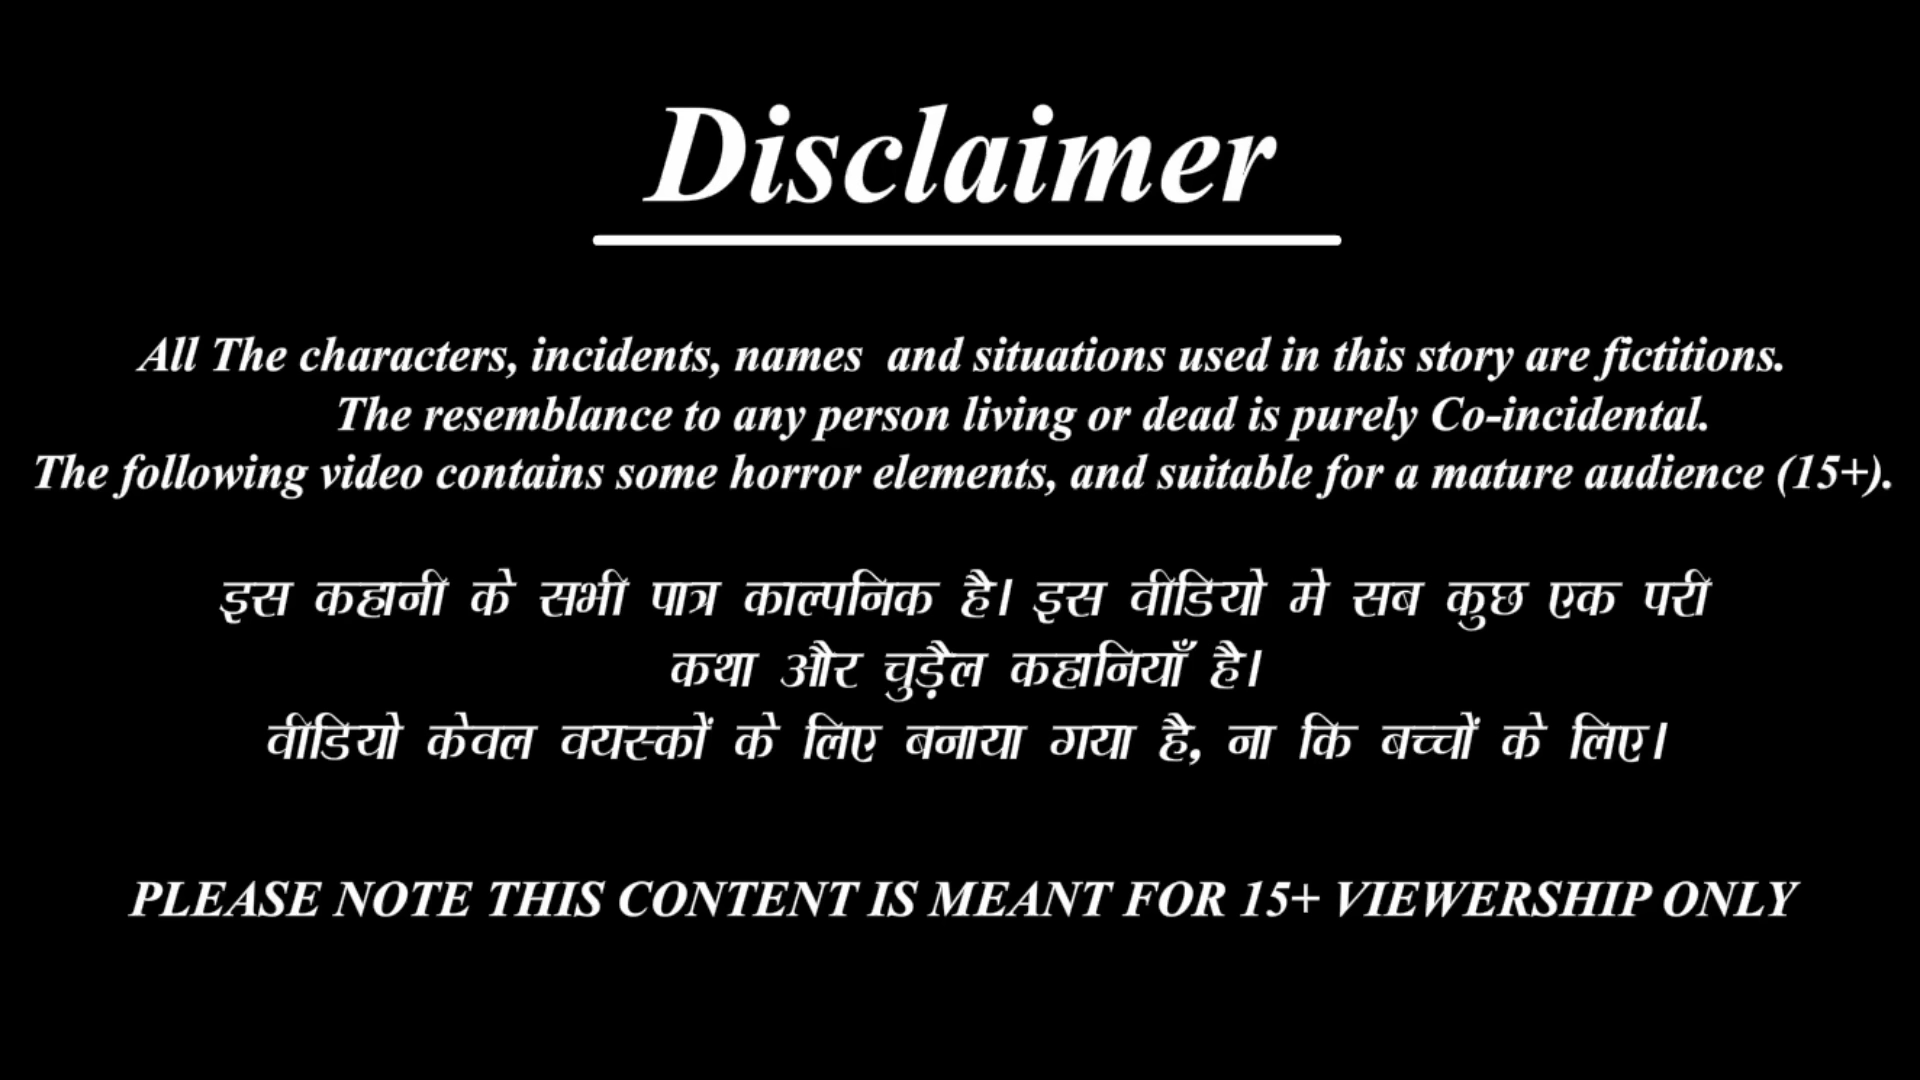 Disclaimer
All The characters, incidents, names and situations used in this story are fictitions.
The resemblance to any person living or dead is purely Co-incidental.
The following video contains some horror elements, and suitable for a mature audience (15+).
इस कहानी के सभी पात्र काल्पनिक है। इस वीडियो मे सब कुछ एक परी
कथा और चुड़ैल कहानियाँ है।
वीडियो केवल वयस्कों के लिए बनाया गया है, ना कि बच्चों के लिए।
PLEASE NOTE THIS CONTENT IS MEANT FOR 15+ VIEWERSHIP ONLY